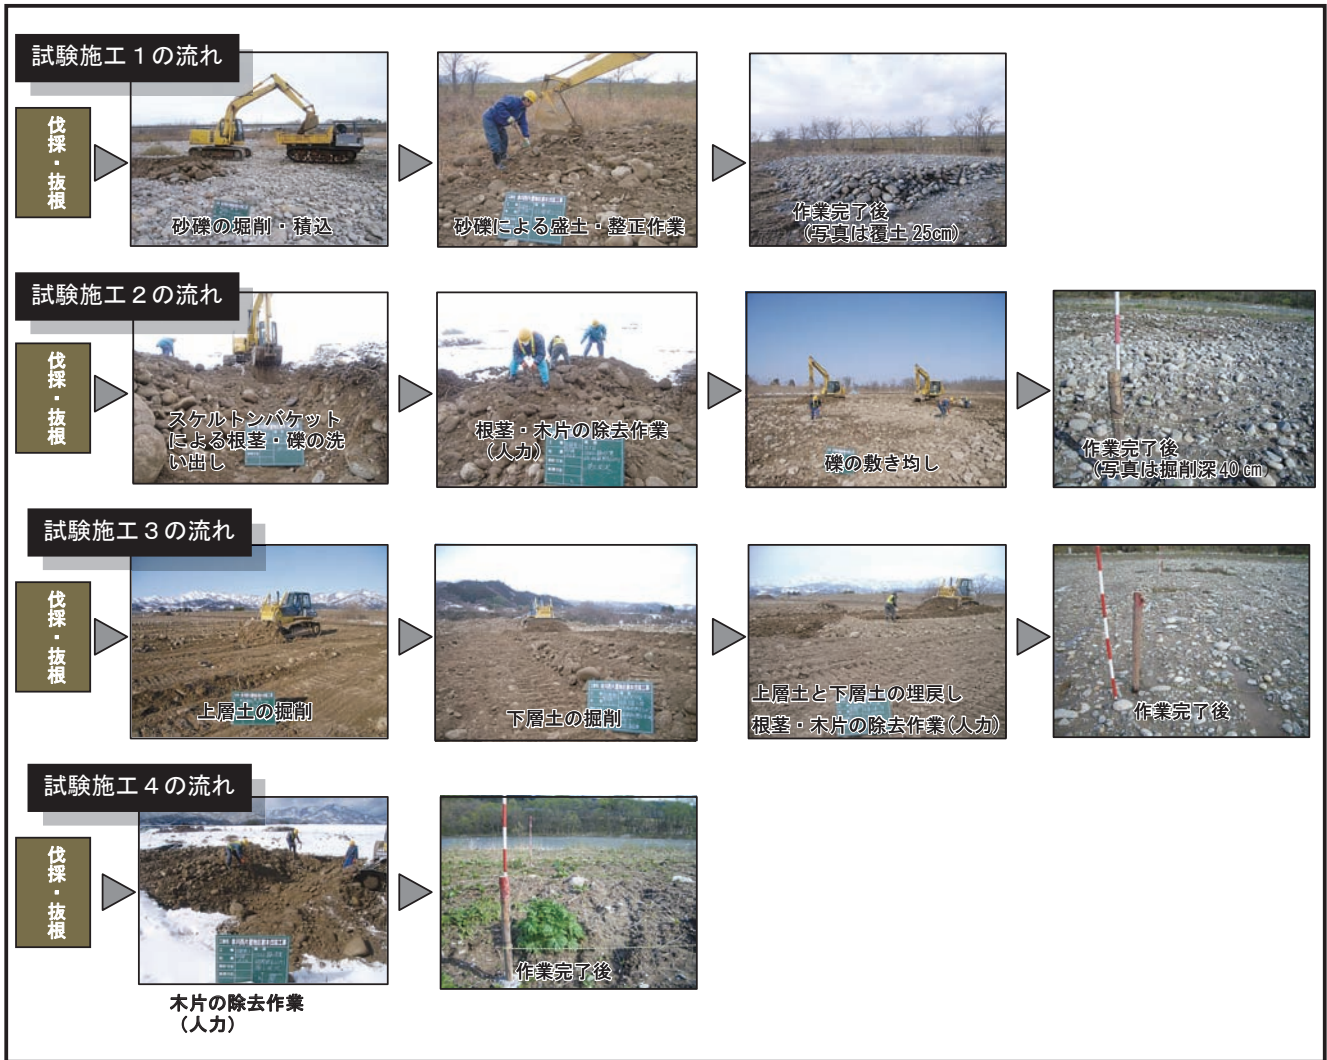 試験施工１の流れ
伐採・抜根
砂礫の堀削・積込
砂礫による盛土・整正作業
作業完了後
（写真は覆土 25cm）
試験施工２の流れ
伐採・抜根
スケルトンバケット
による根茎・礫の洗
い出し
根茎・木片の除去作業
（人力）
礫の敷き均し
作業完了後
（写真は掘削深 40 cm
試験施工３の流れ
伐採・抜根
上層土の掘削
下層土の掘削
上層土と下層土の埋戻し
根茎・木片の除去作業（人力）
作業完了後
試験施工４の流れ
伐採・抜根
木片の除去作業
（人力）
作業完了後